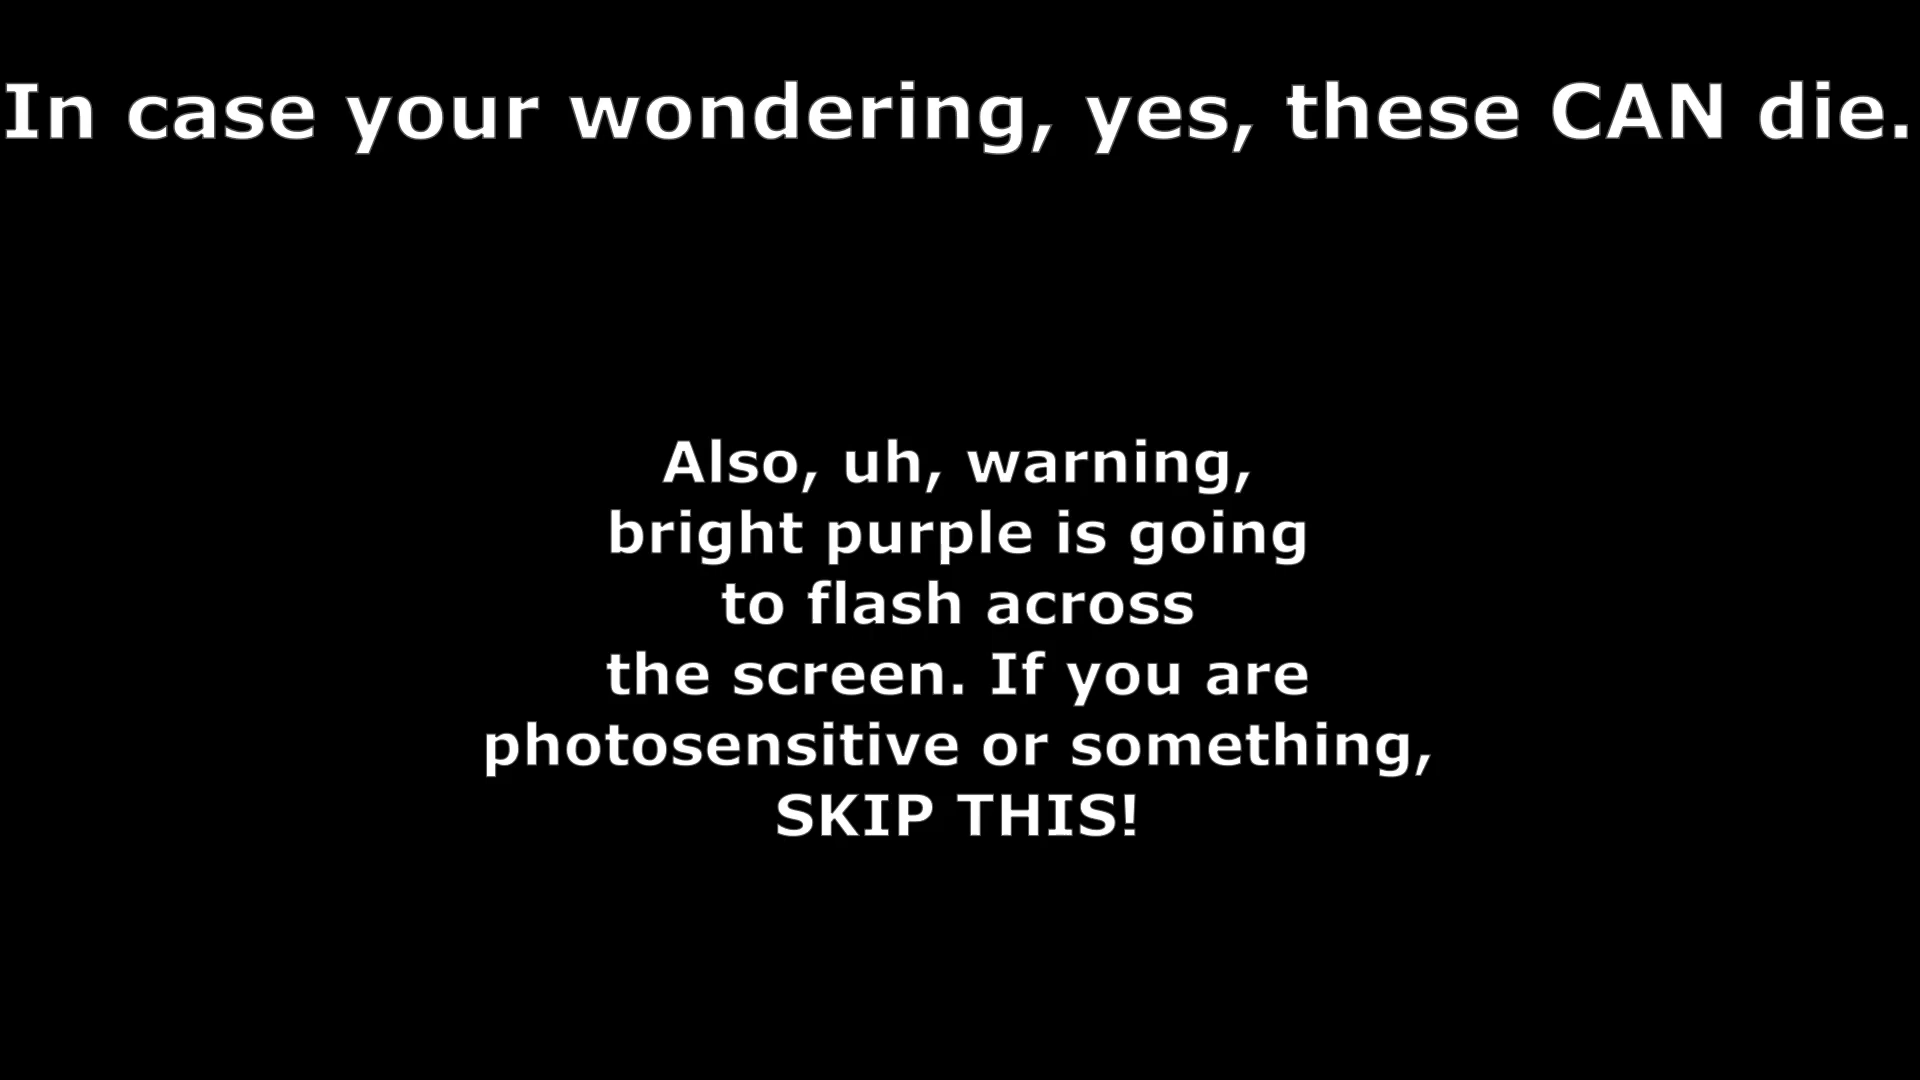 In case your wondering, yes, these CAN die.
Also, uh, warning,
bright purple is going
to flash across
the screen. If you are
photosensitive or something,
SKIP THIS!